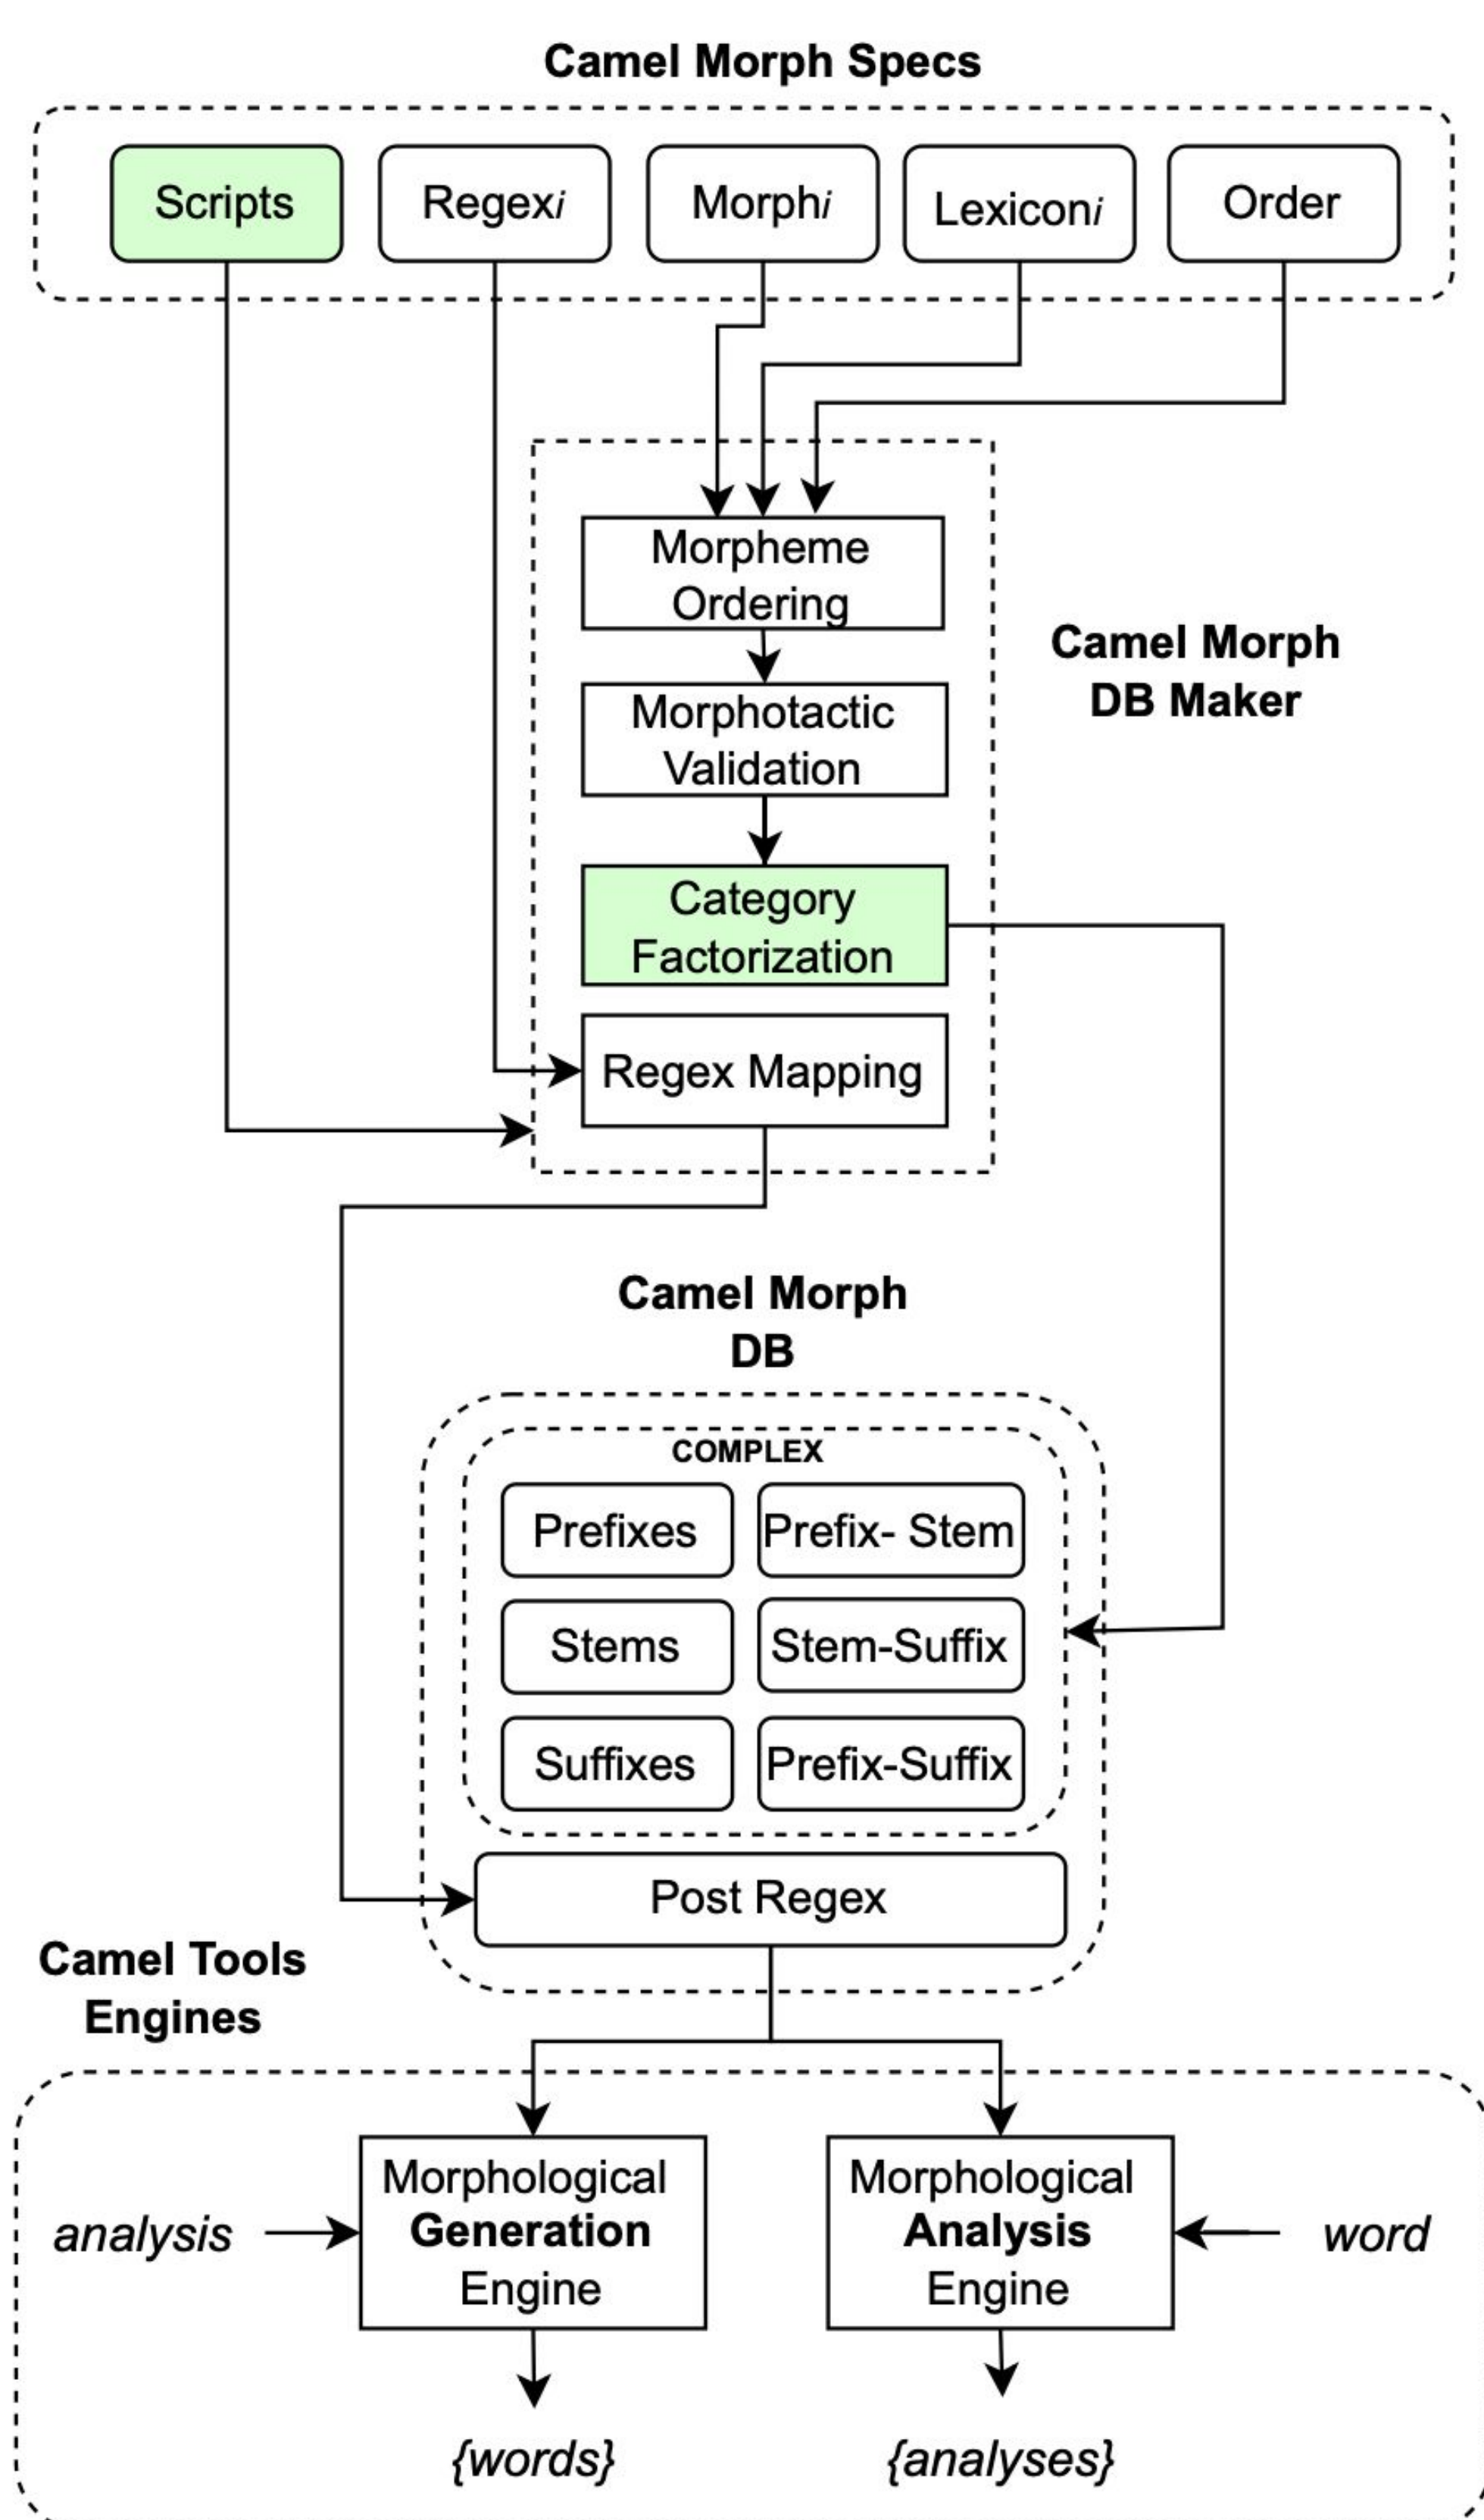 Camel Morph Specs
Scripts
Regexi
Morphi
Lexiconi
Order
Morpheme
Ordering
Morphotactic
Validation
Category
Factorization
Regex Mapping
Camel Morph
DB Maker
Camel Morph
DB
COMPLEX
Prefixes
Prefix- Stem
Stems
Stem-Suffix
Suffixes
Prefix-Suffix
Post Regex
Camel Tools
Engines
analysis
Morphological
Generation
Engine
Morphological
Analysis
Engine
word
{words}
{analyses}